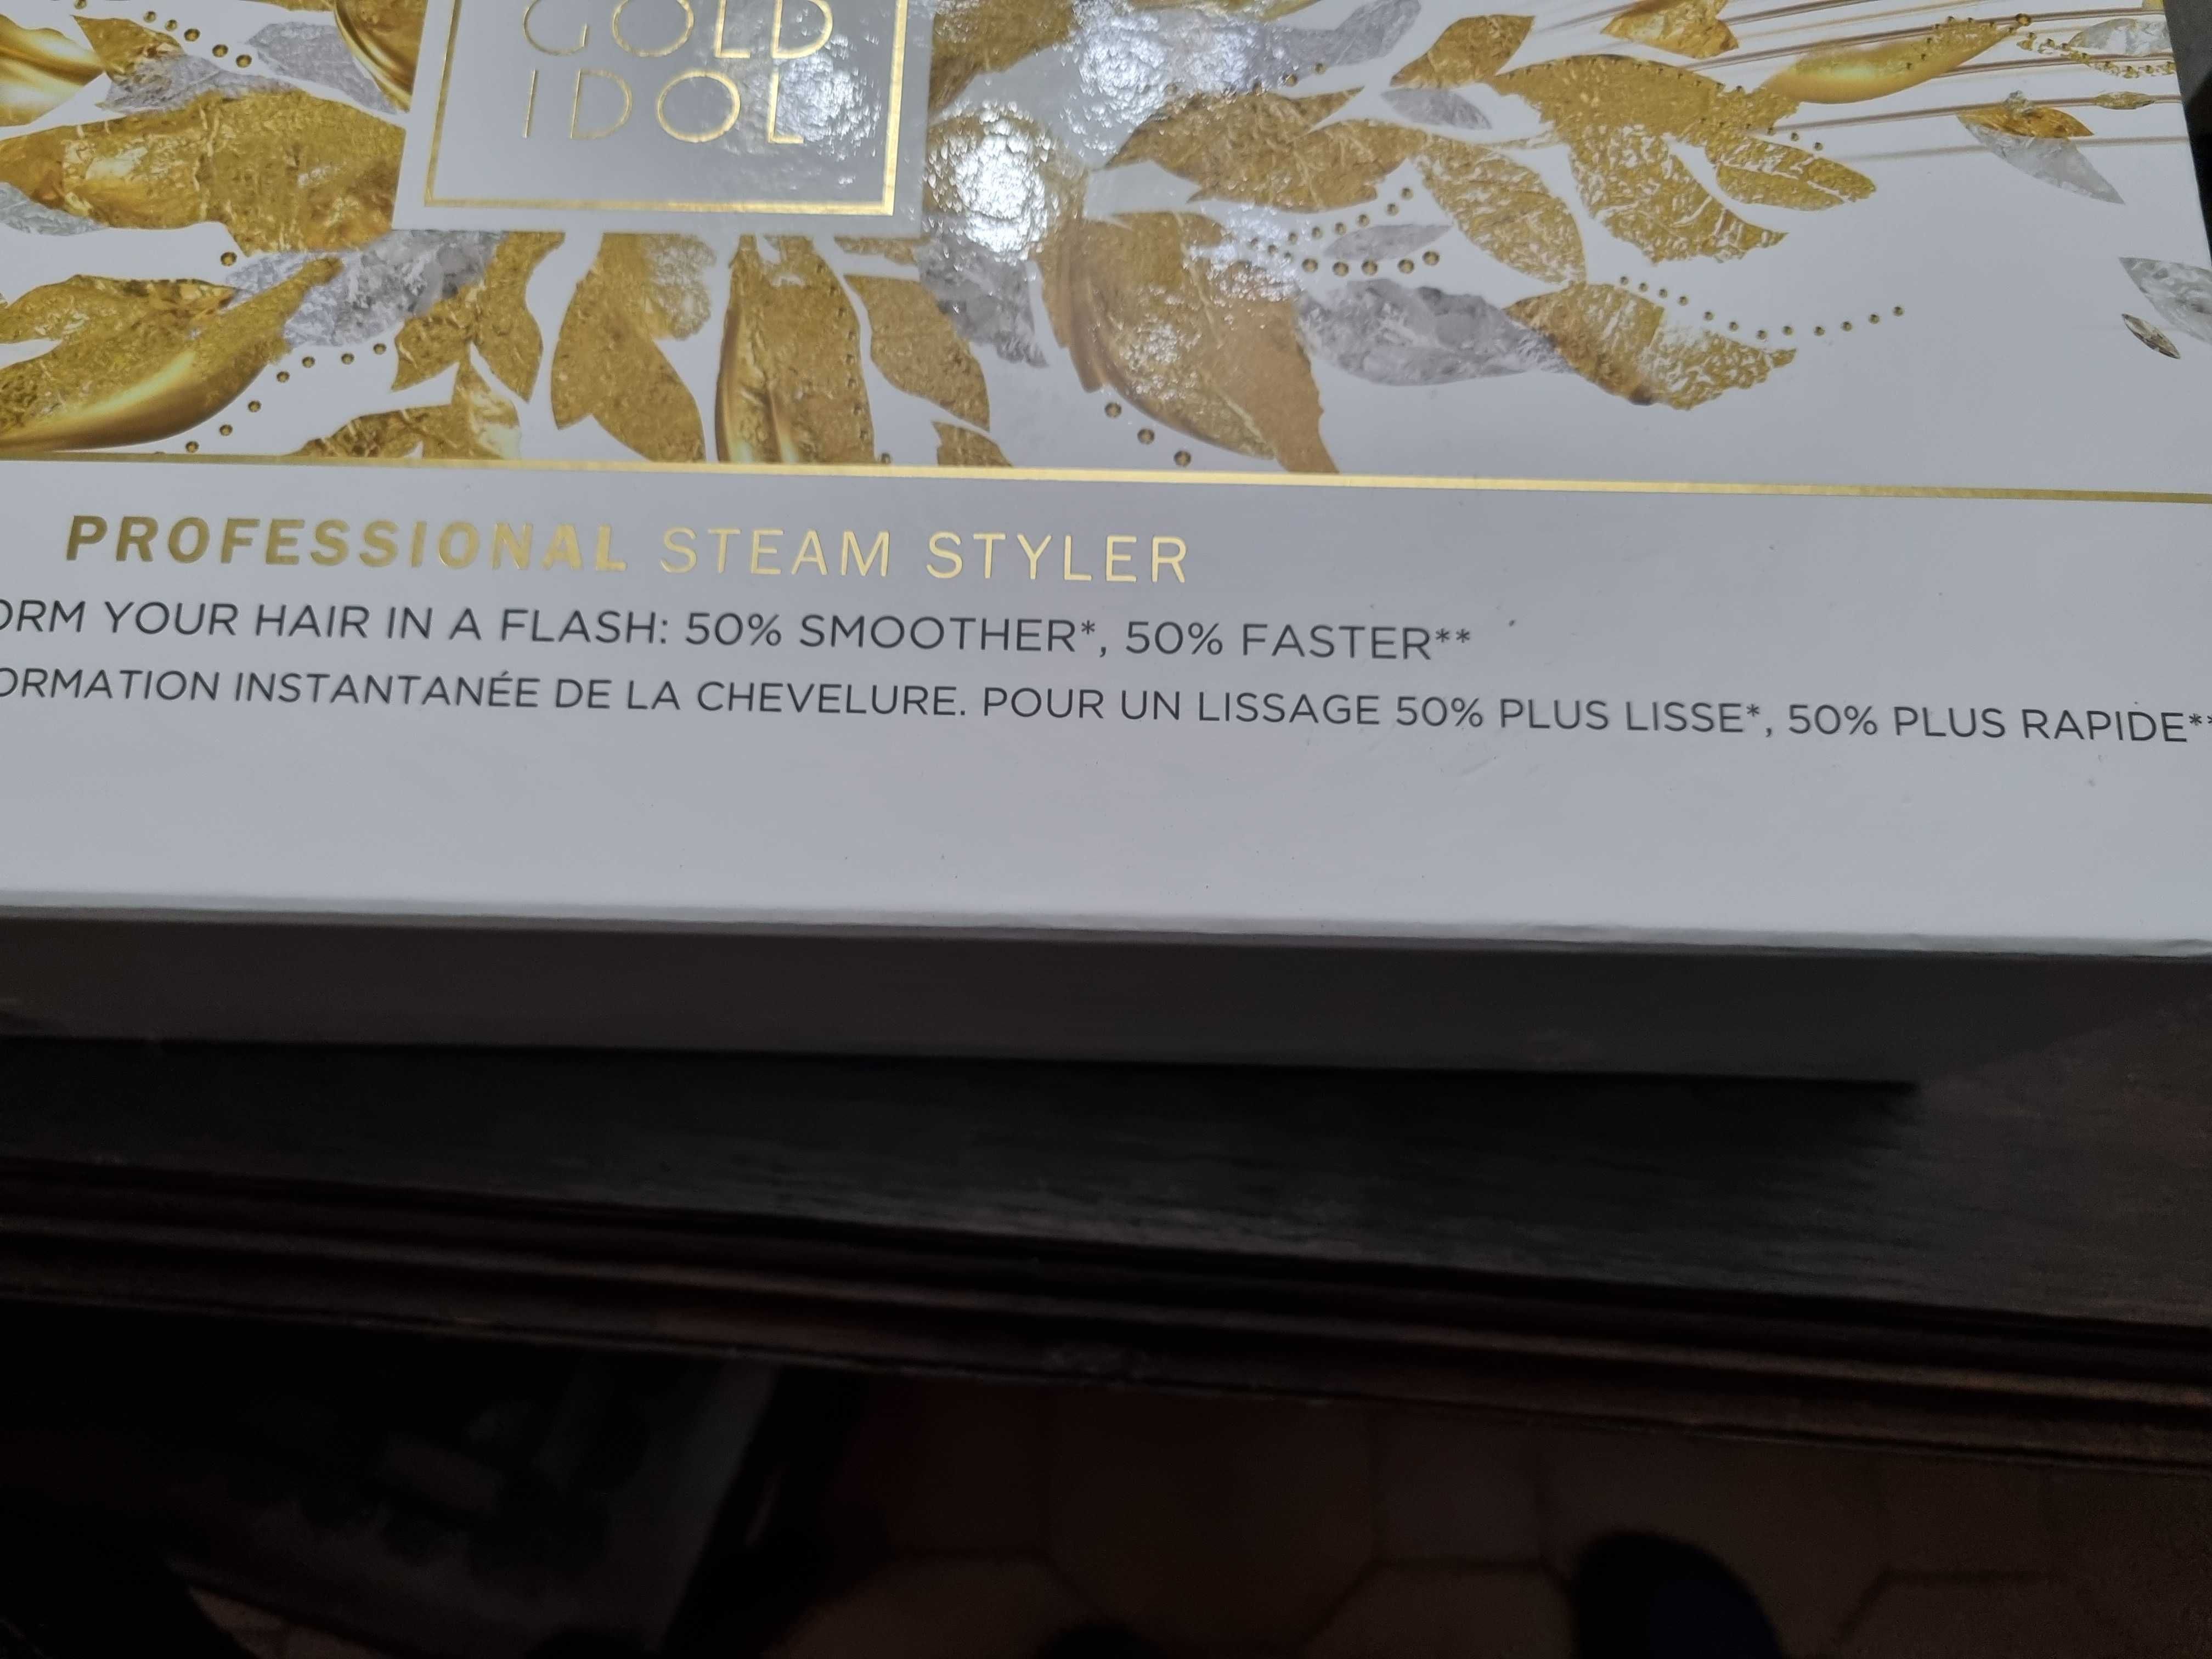 GOLD
IDOL
PROFESSIONAL STEAM STYLER
ORM YOUR HAIR IN A FLASH: 50% SMOOTHER*, 50% FASTER**
ORMATION INSTANTANÉE DE LA CHEVELURE. POUR UN LISSAGE 50% PLUS LISSE*, 50% PLUS RAPIDE**